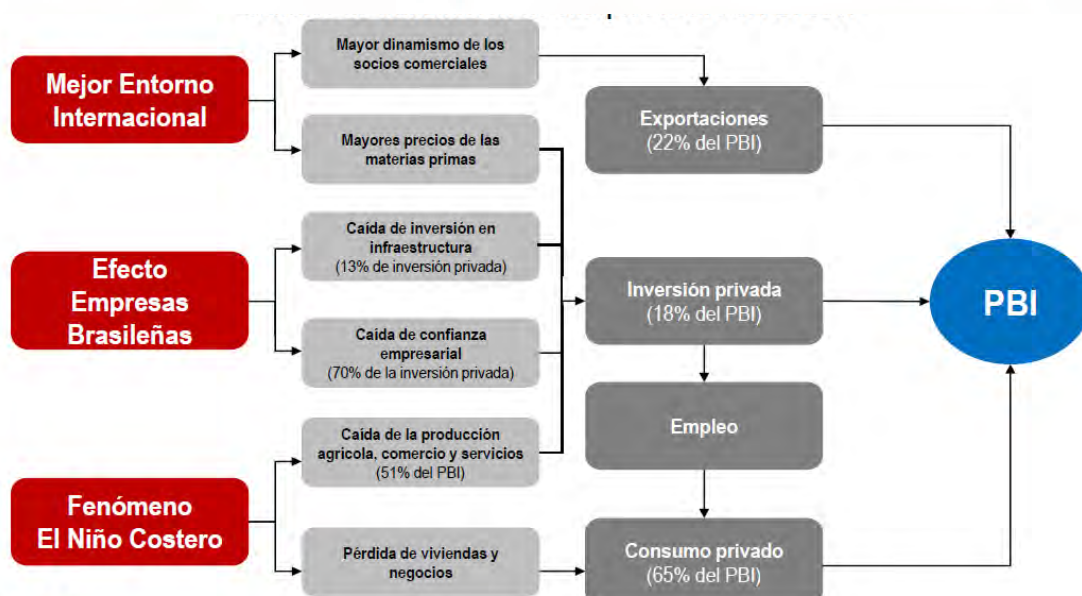 Mejor Entorno
Internacional
Mayor dinamismo de los
socios comerciales
Mayores precios de las
materias primas
Exportaciones
(22% del PBI)
Efecto
Empresas
Brasileñas
Caída de inversión en
infraestructura
(13% de inversión privada)
Caída de confianza
empresarial
(70% de la inversión privada)
Inversión privada
(18% del PBI)
PBI
Empleo
Fenómeno
El Niño Costero
Caída de la producción
agricola, comercio y servicios
(51% del PBI)
Pérdida de viviendas y
negocios
Consumo privado
(65% del PBI)